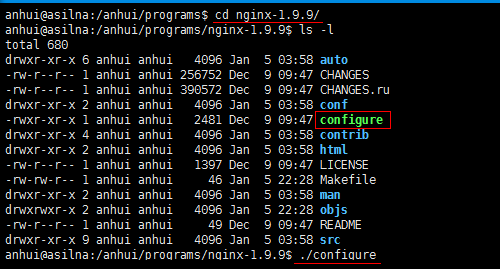 anhui@asilna:/anhui/programs$ cd nginx-1.9.9/
anhui@asilna:/anhui/programs/nginx-1.9.9$ ls -l
total 680
drwxr-xr-x 6 anhui anhui 4096 Jan 5 03:58 auto
-rw-r--r-- 1 anhui anhui 256752 Dec 9 09:47 CHANGES
-rw-r--r-- 1 anhui anhui 390572 Dec 9 09:47 CHANGES.ru
drwxr-xr-x 2 anhui anhui 4096 Jan 5 03:58 conf
-rwxr-xr-x 1 anhui anhui 2481 Dec 9 09:47 configure
drwxr-xr-x 4 anhui anhui 4096 Jan 5 03:58 contrib
drwxr-xr-x 2 anhui anhui 4096 Jan 5 03:58 html
-rw-r--r-- 1 anhui anhui 1397 Dec 9 09:47 LICENSE
-rw-rw-r-- 1 anhui anhui 46 Jan 5 22:28 Makefile
drwxr-xr-x 2 anhui anhui 4096 Jan 5 03:58 man
drwxrwxr-x 2 anhui anhui 4096 Jan 5 22:28 objs
-rw-r--r-- 1 anhui anhui 49 Dec 9 09:47 README
drwxr-xr-x 9 anhui anhui 4096 Jan 5 03:58 src
anhui@asilna:/anhui/programs/nginx-1.9.9$ ./configure